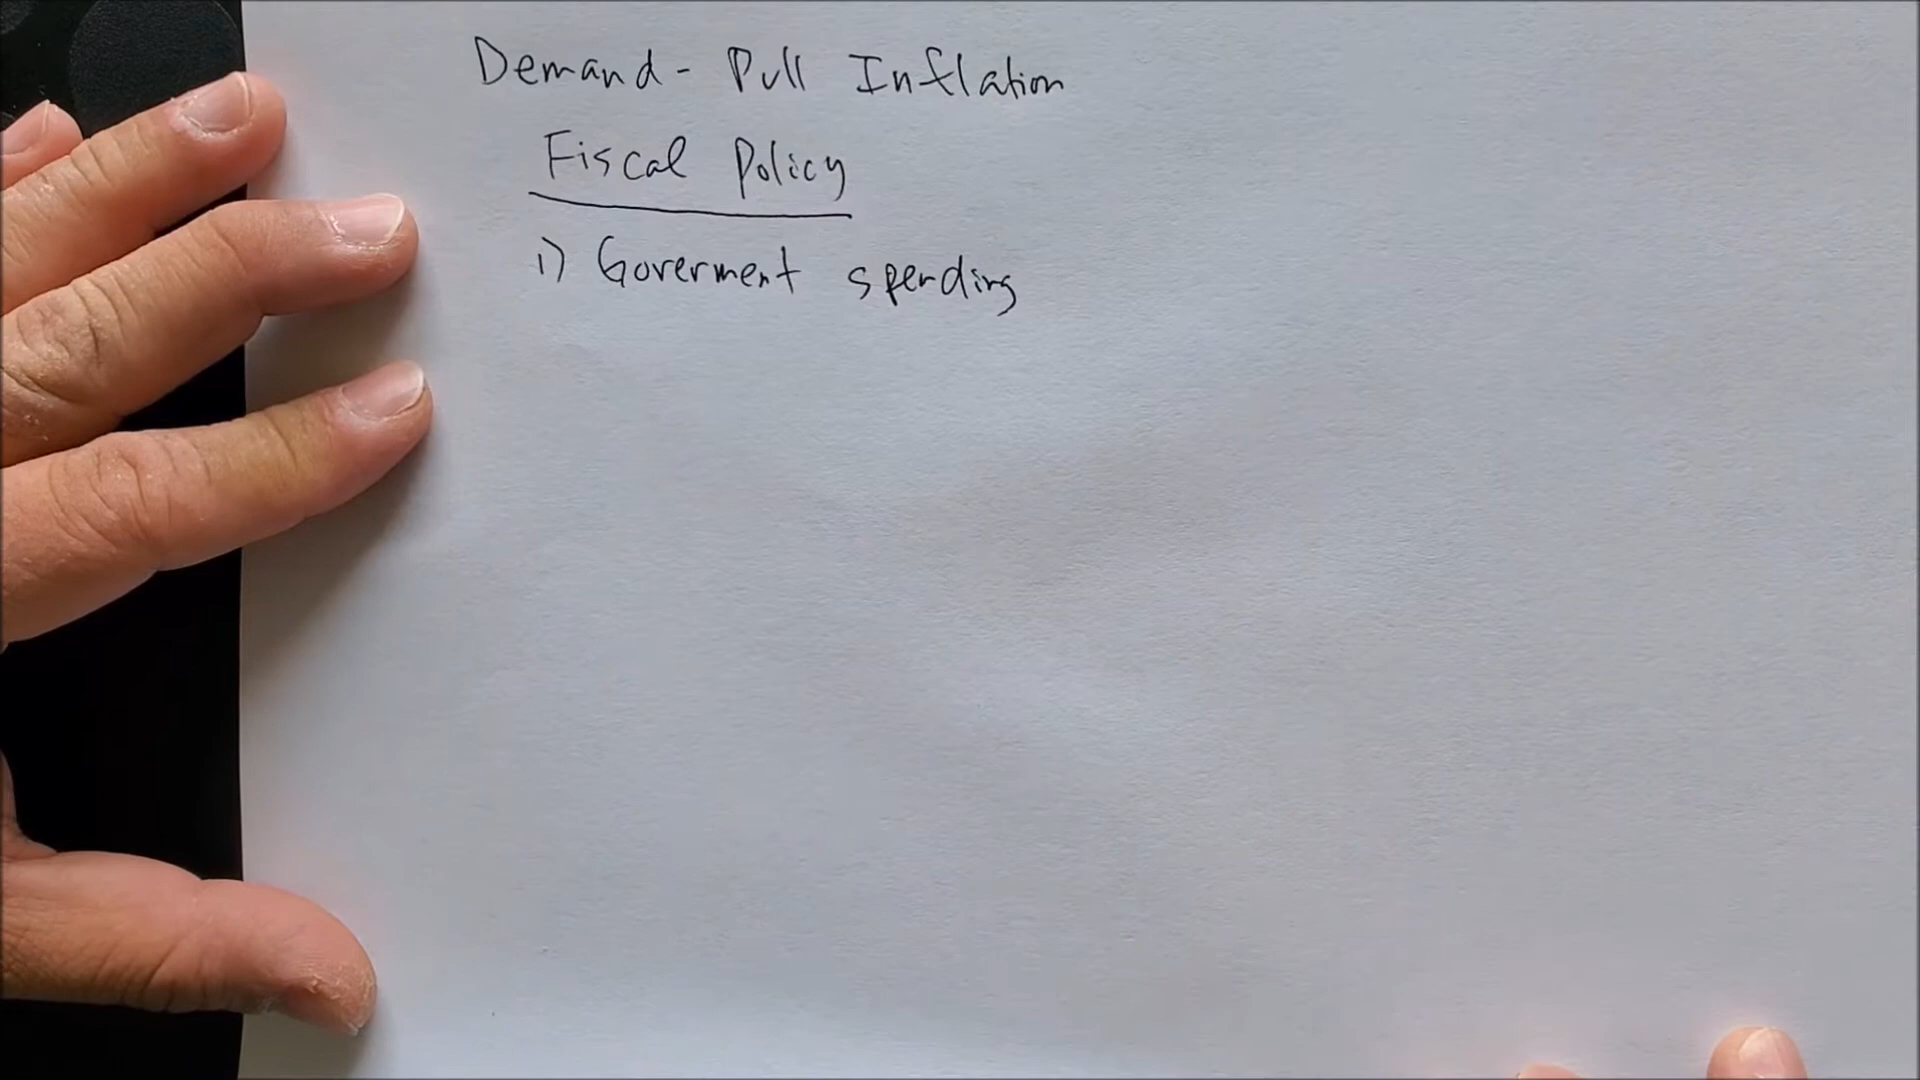 Demand - Pull Inflation
Fiscal Policy
1) Goverment spending